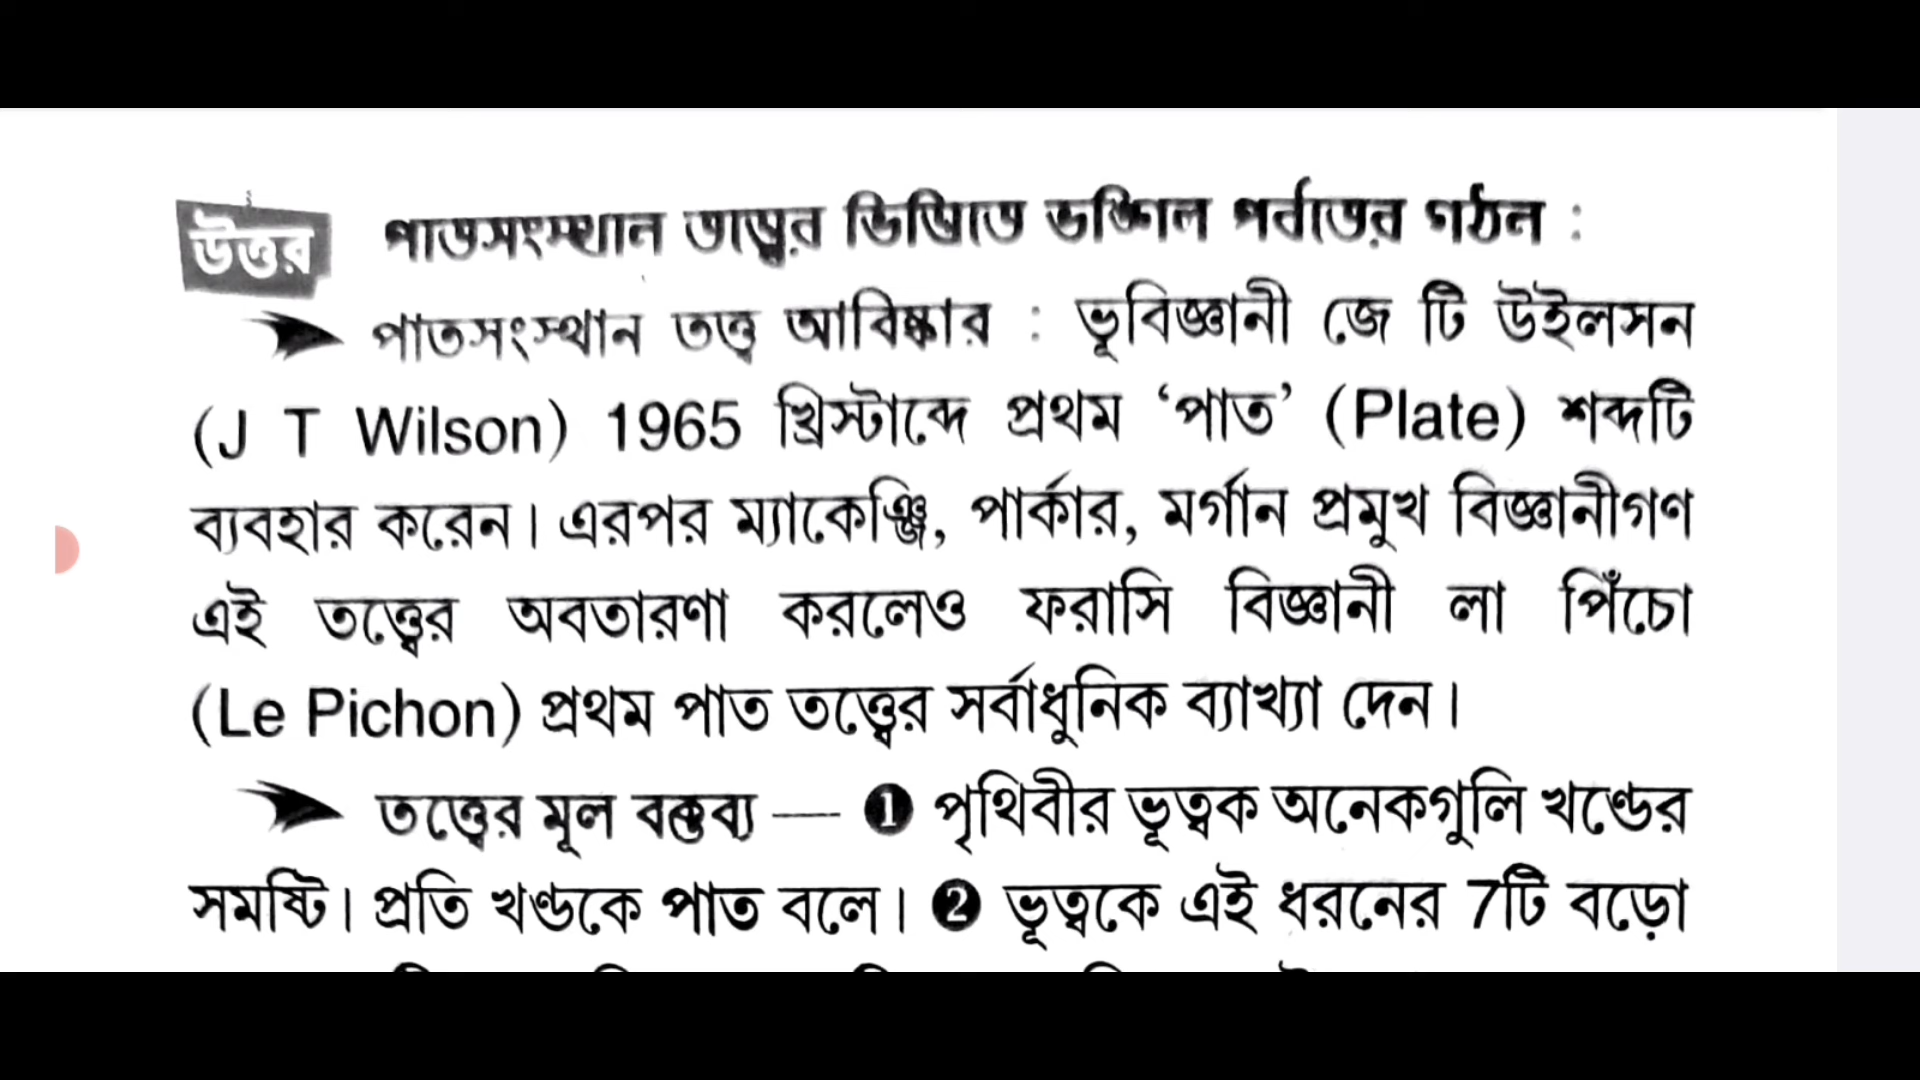 উত্তর পাতসংস্থান তত্ত্বের ভিত্তিতে ভঙ্গিল পর্বতের গঠন :
➤ পাতসংস্থান তত্ত্ব আবিষ্কার : ভূবিজ্ঞানী জে টি উইলসন
(J T Wilson) 1965 খ্রিস্টাব্দে প্রথম ‘পাত’ (Plate) শব্দটি
ব্যবহার করেন। এরপর ম্যাকেঞ্জি, পার্কার, মর্গান প্রমুখ বিজ্ঞানীগণ
এই তত্ত্বের অবতারণা করলেও ফরাসি বিজ্ঞানী লা পিঁচো
(Le Pichon) প্রথম পাত তত্ত্বের সর্বাধুনিক ব্যাখ্যা দেন।
➤ তত্ত্বের মূল বক্তব্য — ❶ পৃথিবীর ভূত্বক অনেকগুলি খণ্ডের
সমষ্টি। প্রতি খণ্ডকে পাত বলে। ❷ ভূত্বকে এই ধরনের 7টি বড়ো